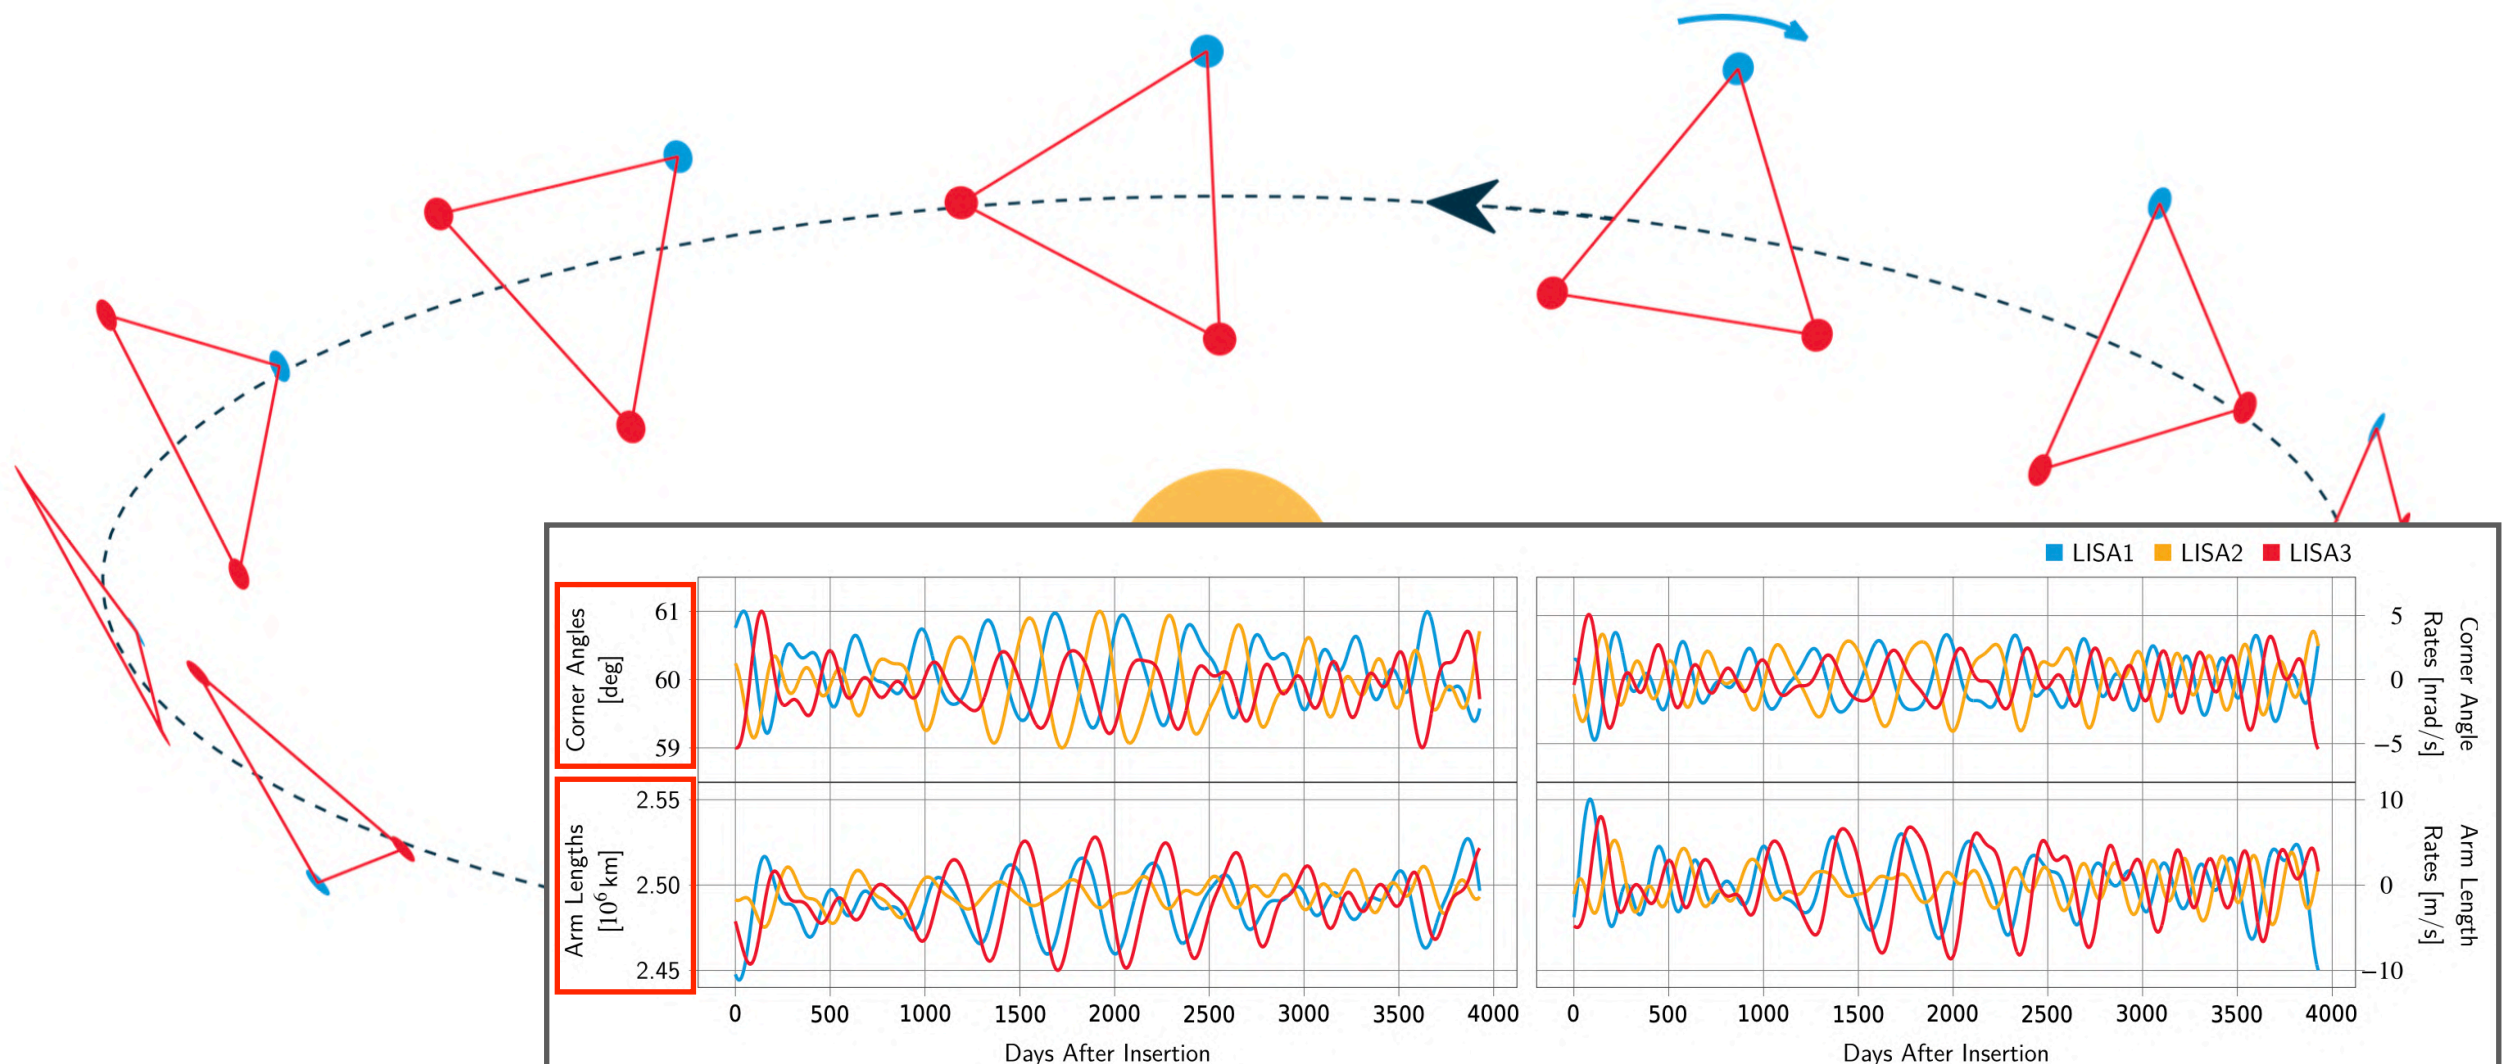 LISA1 LISA2 LISA3
Corner Angles
[deg]
61
60
59
5
0
−5
Corner Angle
Rates [nrad/s]
Arm Lengths
[10⁶ km]
2.55
2.50
2.45
10
0
−10
Arm Length
Rates [m/s]
0 500 1000 1500 2000 2500 3000 3500 4000
0 500 1000 1500 2000 2500 3000 3500 4000
Days After Insertion
Days After Insertion